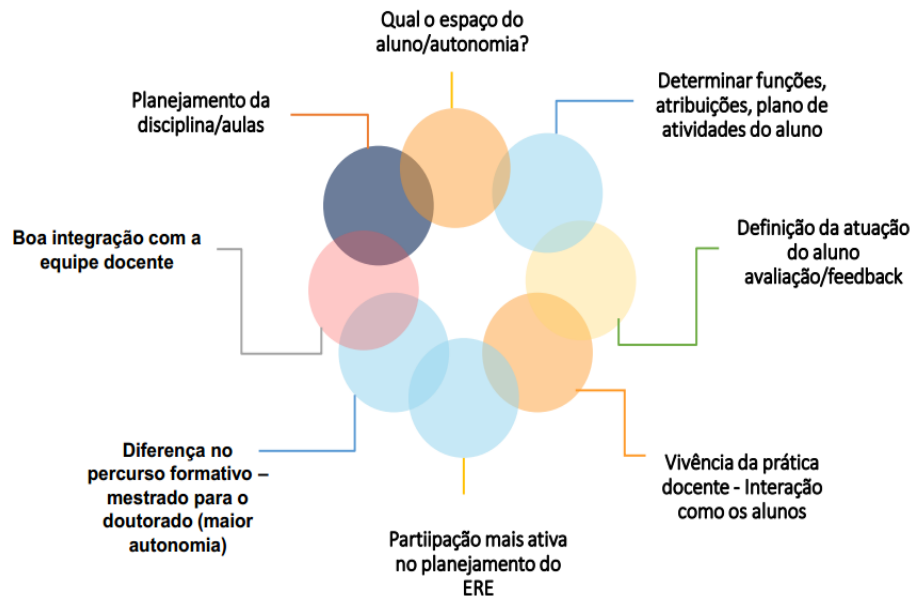 Qual o espaço do
aluno/autonomia?
Determinar funções,
atribuições, plano de
atividades do aluno
Definição da atuação
do aluno
avaliação/feedback
Vivência da prática
docente - Interação
como os alunos
Partiipação mais ativa
no planejamento do
ERE
Diferença no
percurso formativo –
mestrado para o
doutorado (maior
autonomia)
Boa integração com a
equipe docente
Planejamento da
disciplina/aulas